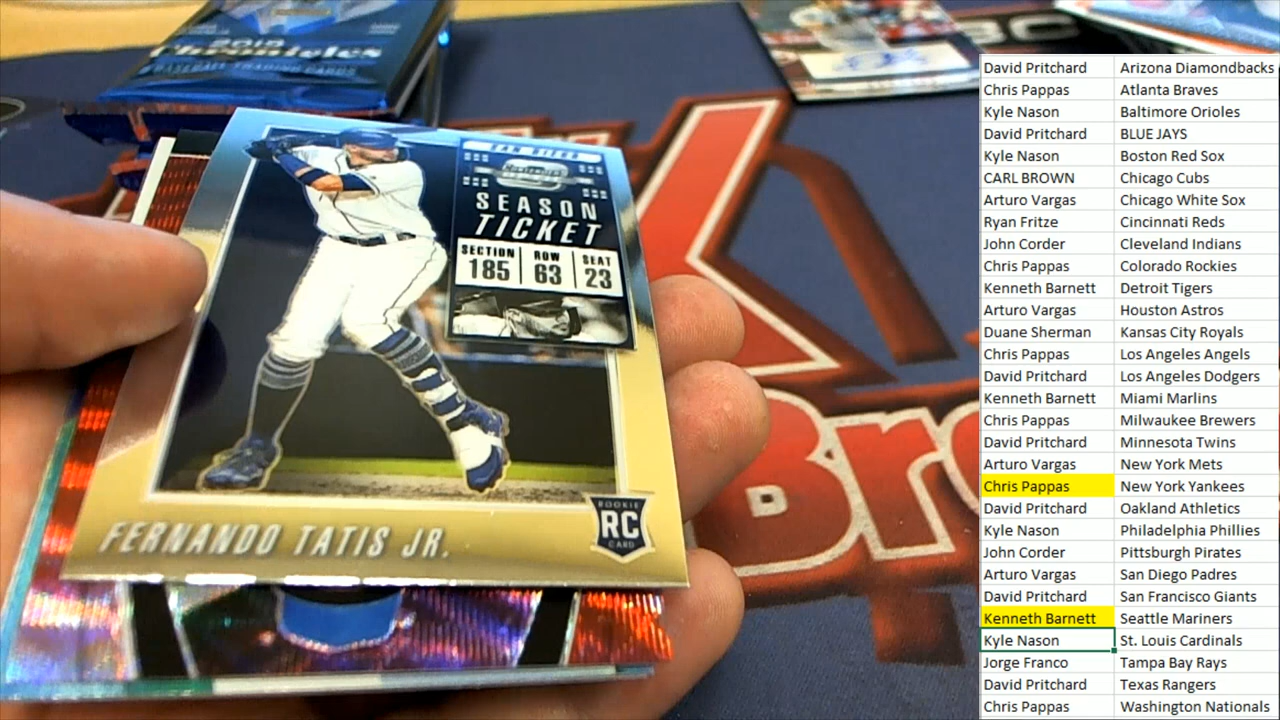 2018
Chronicles
BASEBALL TRADING CARDS
SAN DIEGO
SEASON
TICKET
SECTION ROW SEAT
185 63 23
FERNANDO TATIS JR.
ROOKIE
RC
CARD
Br
David Pritchard Arizona Diamondbacks
Chris Pappas Atlanta Braves
Kyle Nason Baltimore Orioles
David Pritchard BLUE JAYS
Kyle Nason Boston Red Sox
CARL BROWN Chicago Cubs
Arturo Vargas Chicago White Sox
Ryan Fritze Cincinnati Reds
John Corder Cleveland Indians
Chris Pappas Colorado Rockies
Kenneth Barnett Detroit Tigers
Arturo Vargas Houston Astros
Duane Sherman Kansas City Royals
Chris Pappas Los Angeles Angels
David Pritchard Los Angeles Dodgers
Kenneth Barnett Miami Marlins
Chris Pappas Milwaukee Brewers
David Pritchard Minnesota Twins
Arturo Vargas New York Mets
Chris Pappas New York Yankees
David Pritchard Oakland Athletics
Kyle Nason Philadelphia Phillies
John Corder Pittsburgh Pirates
Arturo Vargas San Diego Padres
David Pritchard San Francisco Giants
Kenneth Barnett Seattle Mariners
Kyle Nason St. Louis Cardinals
Jorge Franco Tampa Bay Rays
David Pritchard Texas Rangers
Chris Pappas Washington Nationals